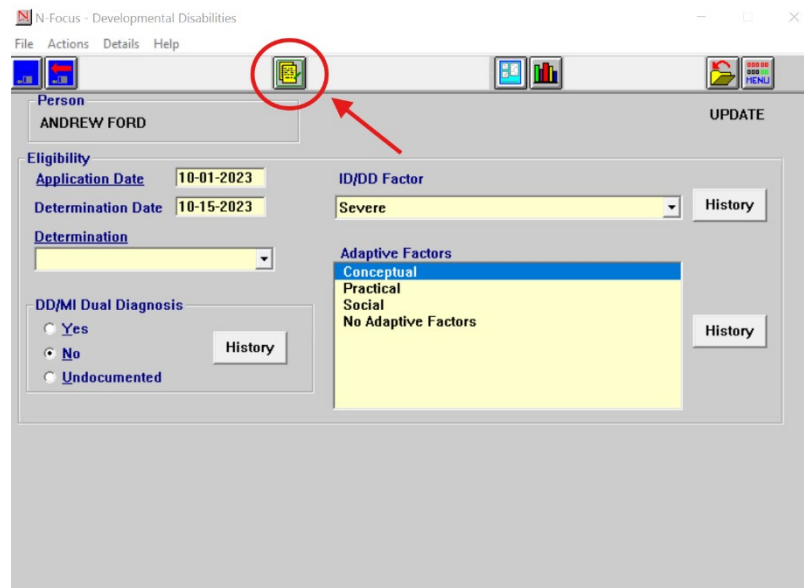 N-Focus - Developmental Disabilities
File Actions Details Help
MENU
Person
ANDREW FORD
UPDATE
Eligibility
Application Date 10-01-2023
Determination Date 10-15-2023
Determination
ID/DD Factor
Severe
History
Adaptive Factors
Conceptual
Practical
Social
No Adaptive Factors
History
DD/MI Dual Diagnosis
Yes
No
Undocumented
History